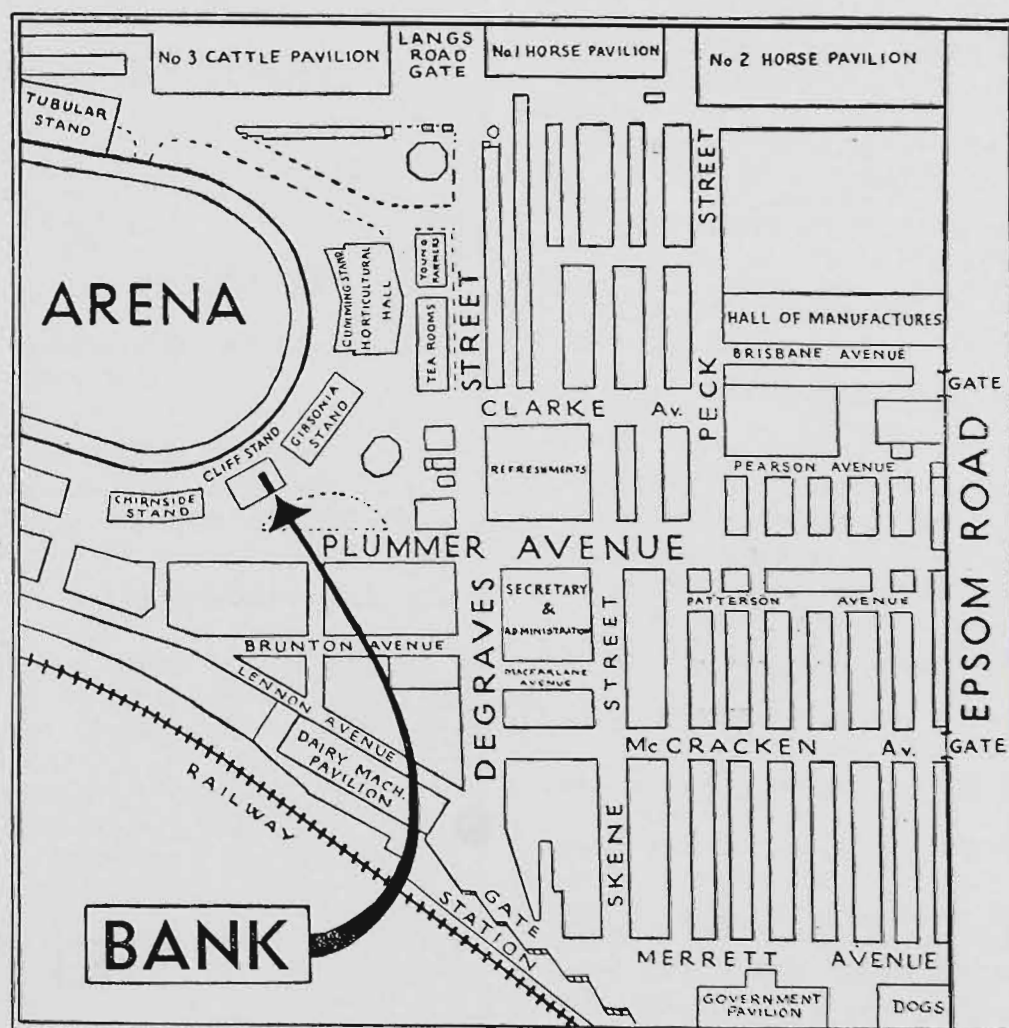 No 3 CATTLE PAVILION
LANGS
ROAD
GATE
No.1 HORSE PAVILION
No 2 HORSE PAVILION
TUBULAR
STAND
STREET
ARENA
CUMMING STAND
HORTICULTURAL
HALL
YOUNG
FARMERS
TEA ROOMS
STREET
HALL OF MANUFACTURES
BRISBANE AVENUE
PECK
GATE
CLARKE Av.
GIBSONIA
STAND
CLIFF STAND
REFRESHMENTS
PEARSON AVENUE
EPSOM ROAD
CHIRNSIDE
STAND
PLUMMER AVENUE
DEGRAVES
SECRETARY
&
ADMINISTRATION
STREET
PATTERSON AVENUE
BRUNTON AVENUE
MACFARLANE
AVENUE
LENNON AVENUE
DAIRY MACH.
PAVILION
McCRACKEN Av.
GATE
RAILWAY
SKENE
GATE
STATION
BANK
MERRETT AVENUE
GOVERNMENT
PAVILION
DOGS